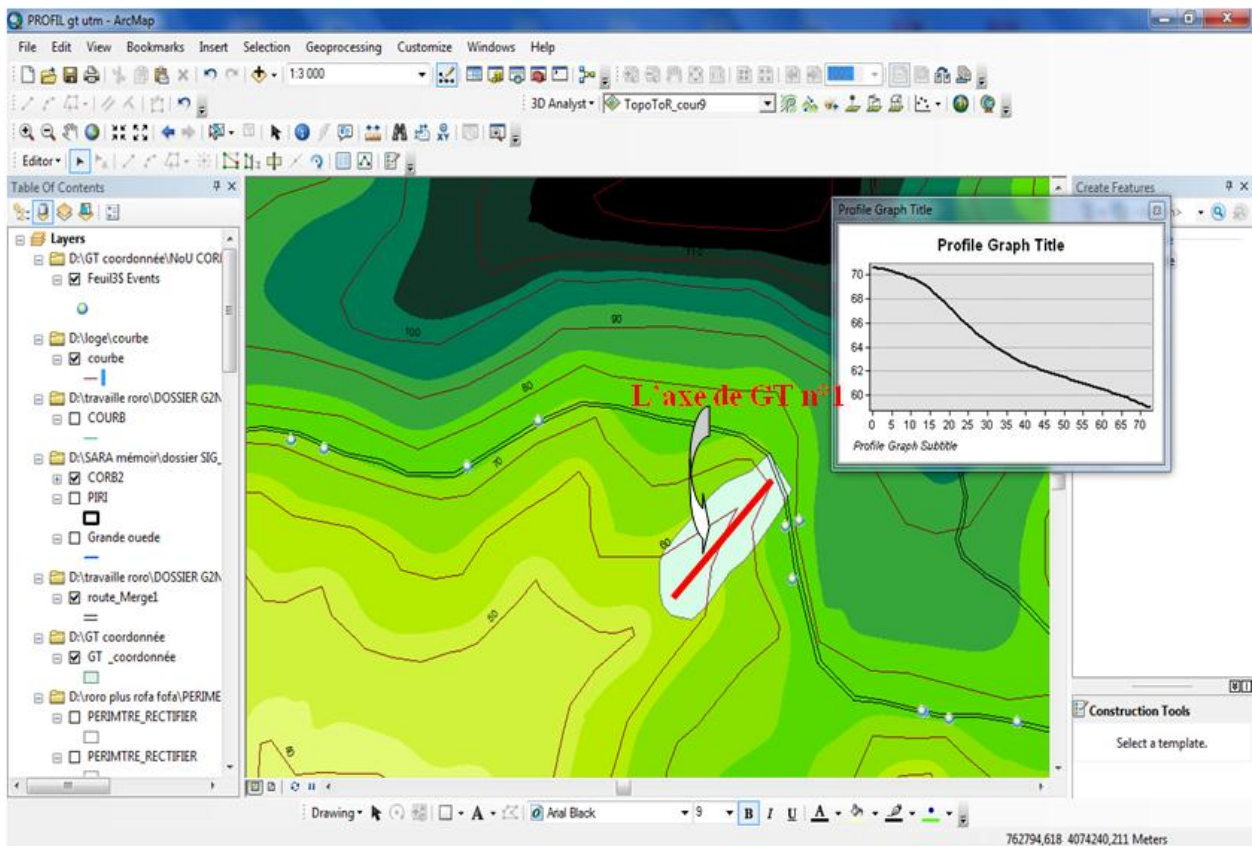 PROFIL gt utm - ArcMap
File Edit View Bookmarks Insert Selection Geoprocessing Customize Windows Help
1:3 000
3D Analyst TopoToR_cour9
Editor
Table Of Contents
Layers
D:\GT coordonnée\NoU COR
Feuil3$ Events
D:\loge\courbe
courbe
D:\travaille roro\DOSSIER G2N
COURB
D:\SARA mémoir\dossier SIG_
CORB2
PIRI
Grande ouede
D:\travaille roro\DOSSIER G2N
route_Merge1
D:\GT coordonnée
GT _coordonnée
D:\roro plus rofa fofa\PERIME
PERIMTRE_RECTIFIER
PERIMTRE_RECTIFIER
110
100
90
80
70
60
50
L'axe de GT n°1
Create Features
Profile Graph Title
Profile Graph Title
70
68
66
64
62
60
0 5 10 15 20 25 30 35 40 45 50 55 60 65 70
Profile Graph Subtitle
Construction Tools
Select a template.
Drawing A Arial Black 9 B I U A
762794,618 4074240,211 Meters